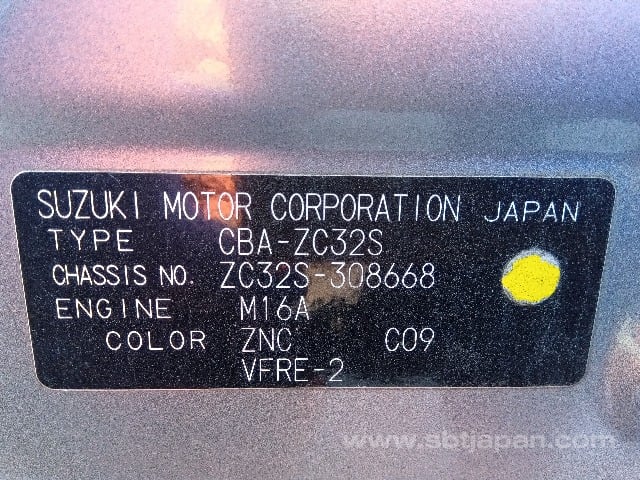 SUZUKI MOTOR CORPORATION JAPAN
TYPE CBA-ZC32S
CHASSIS NO. ZC32S-308668
ENGINE M16A
COLOR ZNC C09
VFRE-2
www.sbtjapan.com